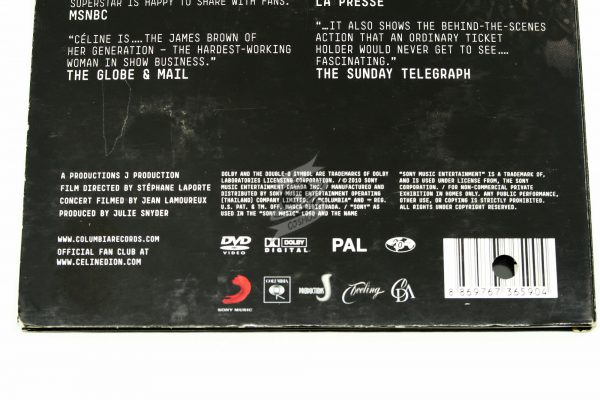 SUPERSTAR IS HAPPY TO SHARE WITH FANS.”
MSNBC
“CÉLINE IS....THE JAMES BROWN OF
HER GENERATION – THE HARDEST-WORKING
WOMAN IN SHOW BUSINESS.”
THE GLOBE & MAIL
LA PRESSE
“...IT ALSO SHOWS THE BEHIND-THE-SCENES
ACTION THAT AN ORDINARY TICKET
HOLDER WOULD NEVER GET TO SEE....
FASCINATING.”
THE SUNDAY TELEGRAPH
A PRODUCTIONS J PRODUCTION
FILM DIRECTED BY STÉPHANE LAPORTE
CONCERT FILMED BY JEAN LAMOUREUX
PRODUCED BY JULIE SNYDER
WWW.COLUMBIARECORDS.COM
OFFICIAL FAN CLUB AT
WWW.CELINEDION.COM
DOLBY AND THE DOUBLE-D SYMBOL ARE TRADEMARKS OF DOLBY
LABORATORIES LICENSING CORPORATION. / © 2010 SONY
MUSIC ENTERTAINMENT CANADA INC. / MANUFACTURED AND
DISTRIBUTED BY SONY MUSIC ENTERTAINMENT OPERATING
(THAILAND) COMPANY LIMITED. / “COLUMBIA” AND REG.
U.S. PAT. & TM. OFF. MARCA REGISTRADA. / “SONY” AS
USED IN THE “SONY MUSIC” LOGO AND THE NAME
“SONY MUSIC ENTERTAINMENT” IS A TRADEMARK OF,
AND IS USED UNDER LICENSE FROM, THE SONY
CORPORATION. / FOR NON-COMMERCIAL PRIVATE
EXHIBITION IN HOMES ONLY. ANY PUBLIC PERFORMANCE,
OTHER USE, OR COPYING IS STRICTLY PROHIBITED.
ALL RIGHTS UNDER COPYRIGHT RESERVED.
DVD VIDEO
DOLBY DIGITAL
PAL
SONY MUSIC
COLUMBIA
PRODUCTIONS J
Feeling
CDA
8 869767 365904